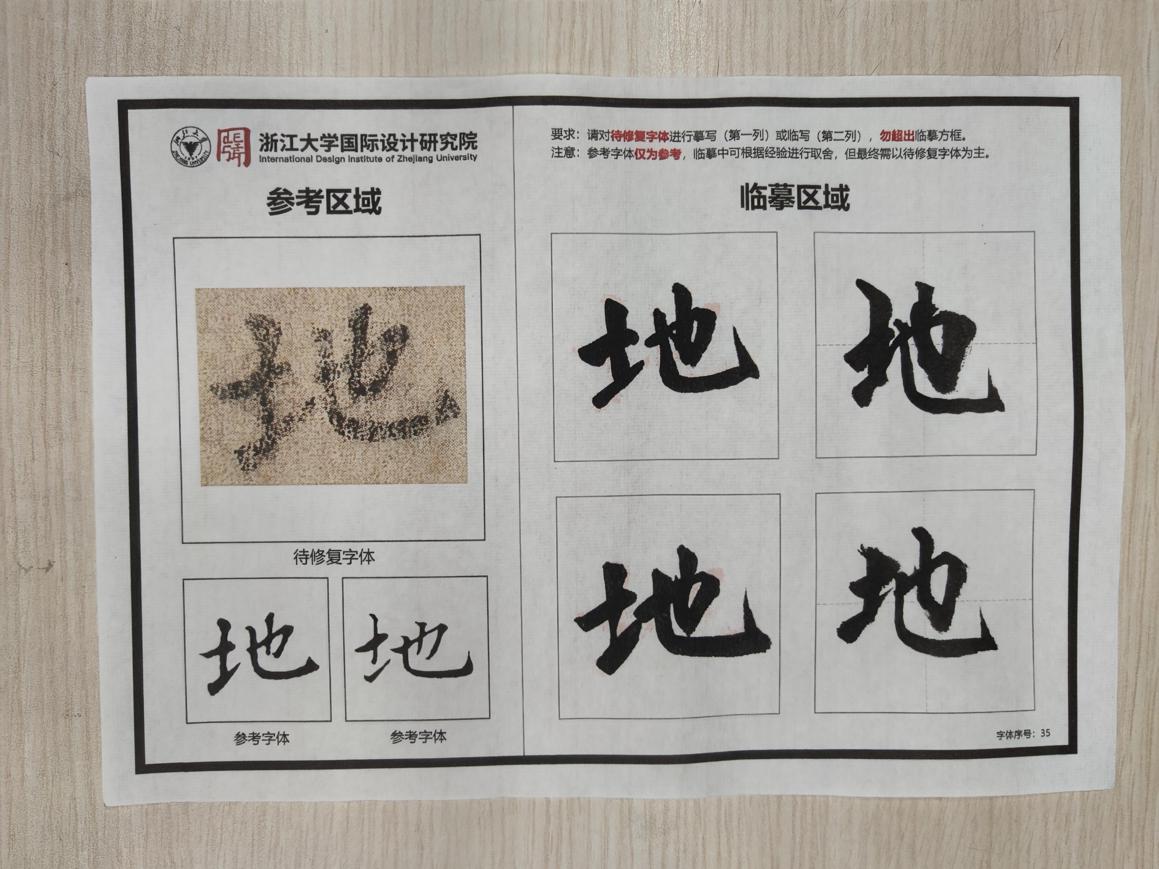 浙江大学国际设计研究院
International Design Institute of Zhejiang University
参考区域
地
待修复字体
地
地
参考字体
参考字体
要求：请对待修复字体进行摹写（第一列）或临写（第二列），勿超出临摹方框。
注意：参考字体仅为参考，临摹中可根据经验进行取舍，但最终需以待修复字体为主。
临摹区域
地
地
地
地
字体序号：35